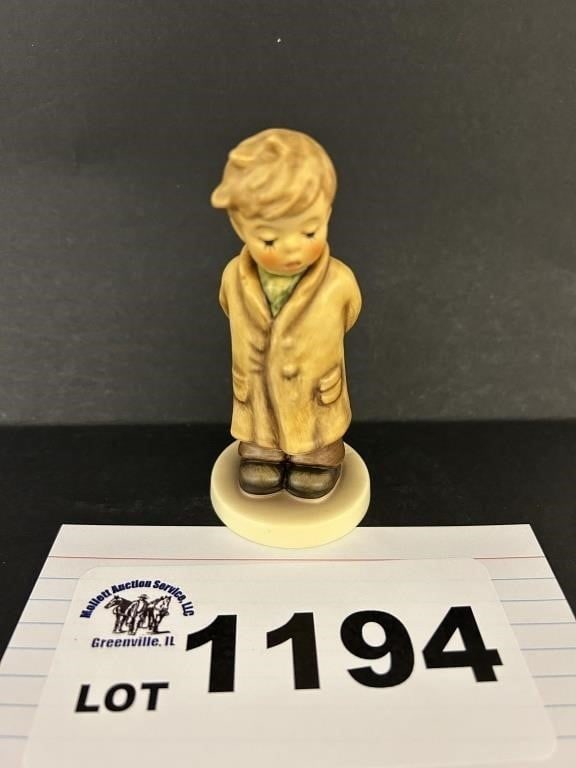 Mollett Auction Service, LLC
Greenville, IL
LOT 1194